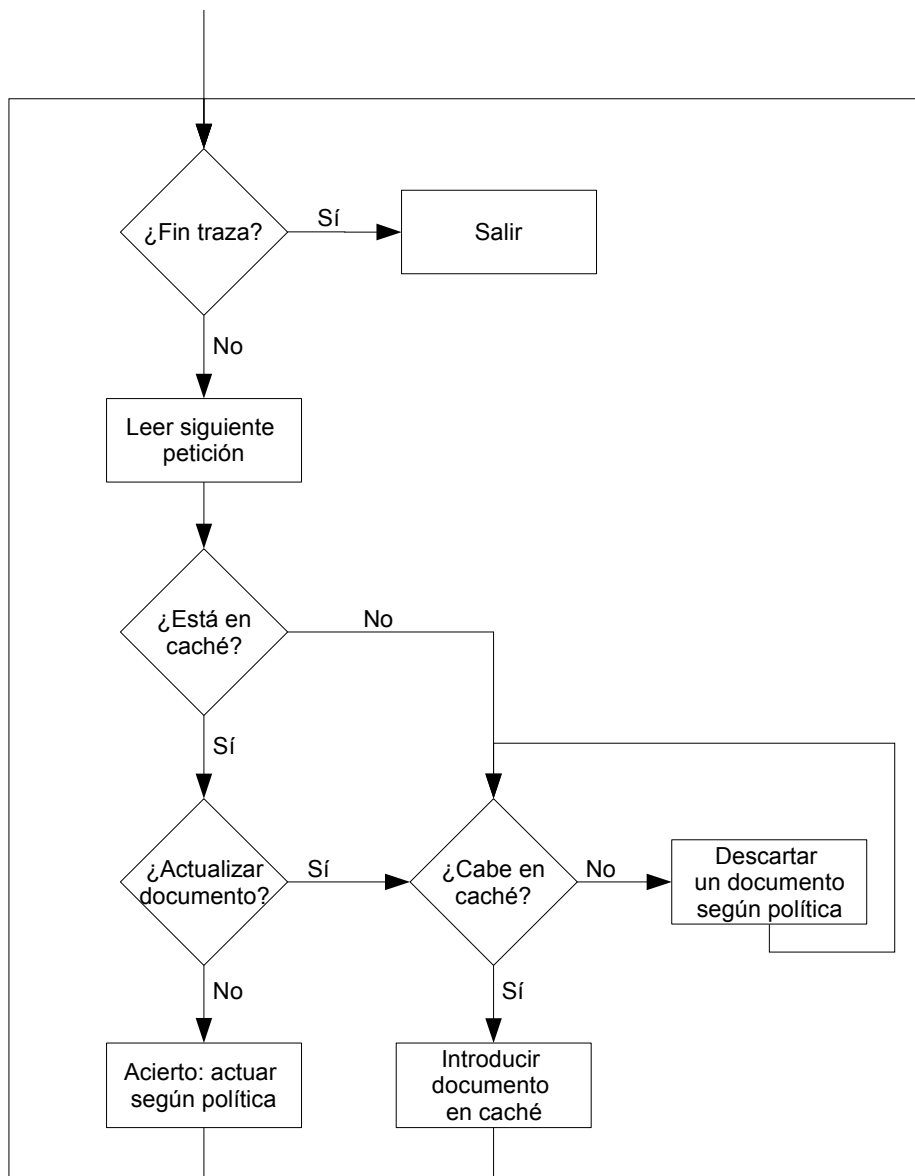 ¿Fin traza?
Sí
Salir
No
Leer siguiente
petición
¿Está en
caché?
No
Sí
¿Actualizar
documento?
Sí
¿Cabe en
caché?
No
Descartar
un documento
según política
No
Sí
Acierto: actuar
según política
Introducir
documento
en caché